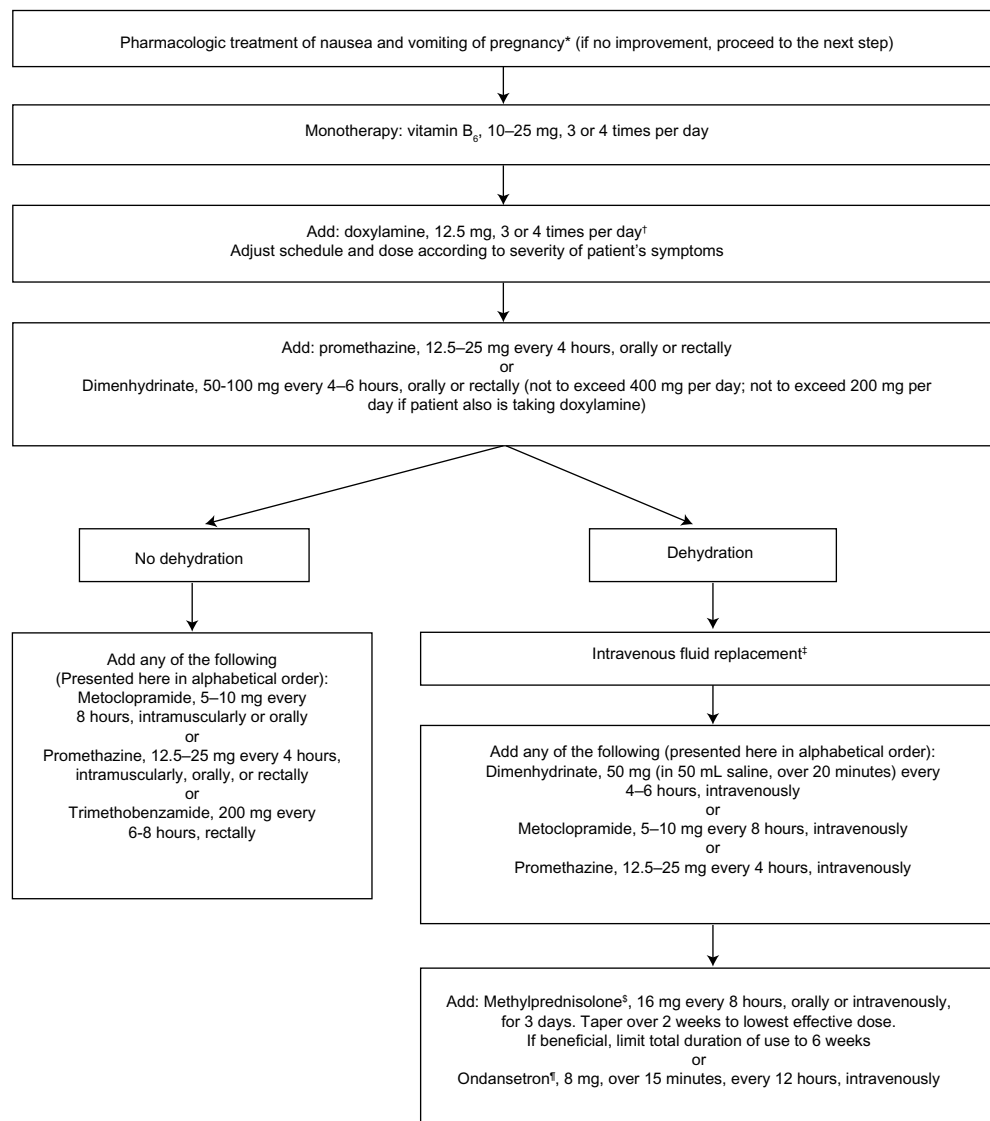 Pharmacologic treatment of nausea and vomiting of pregnancy* (if no improvement, proceed to the next step)
Monotherapy: vitamin B₆, 10–25 mg, 3 or 4 times per day
Add: doxylamine, 12.5 mg, 3 or 4 times per day†
Adjust schedule and dose according to severity of patient's symptoms
Add: promethazine, 12.5–25 mg every 4 hours, orally or rectally
or
Dimenhydrinate, 50-100 mg every 4–6 hours, orally or rectally (not to exceed 400 mg per day; not to exceed 200 mg per
day if patient also is taking doxylamine)
No dehydration
Add any of the following
(Presented here in alphabetical order):
Metoclopramide, 5–10 mg every
8 hours, intramuscularly or orally
or
Promethazine, 12.5–25 mg every 4 hours,
intramuscularly, orally, or rectally
or
Trimethobenzamide, 200 mg every
6-8 hours, rectally
Dehydration
Intravenous fluid replacement‡
Add any of the following (presented here in alphabetical order):
Dimenhydrinate, 50 mg (in 50 mL saline, over 20 minutes) every
4–6 hours, intravenously
or
Metoclopramide, 5–10 mg every 8 hours, intravenously
or
Promethazine, 12.5–25 mg every 4 hours, intravenously
Add: Methylprednisolone$, 16 mg every 8 hours, orally or intravenously,
for 3 days. Taper over 2 weeks to lowest effective dose.
If beneficial, limit total duration of use to 6 weeks
or
Ondansetron¶, 8 mg, over 15 minutes, every 12 hours, intravenously